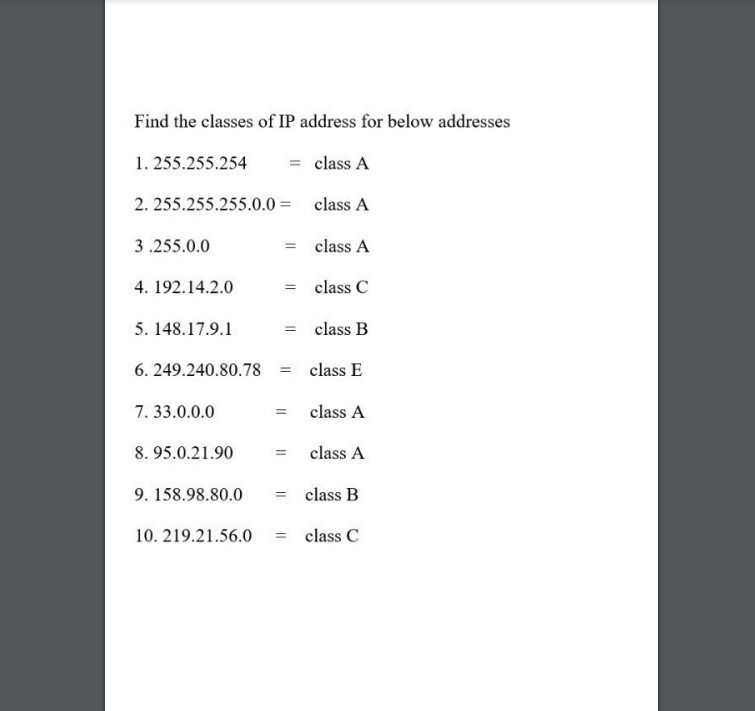 Find the classes of IP address for below addresses
1. 255.255.254 = class A
2. 255.255.255.0.0 = class A
3 .255.0.0 = class A
4. 192.14.2.0 = class C
5. 148.17.9.1 = class B
6. 249.240.80.78 = class E
7. 33.0.0.0 = class A
8. 95.0.21.90 = class A
9. 158.98.80.0 = class B
10. 219.21.56.0 = class C